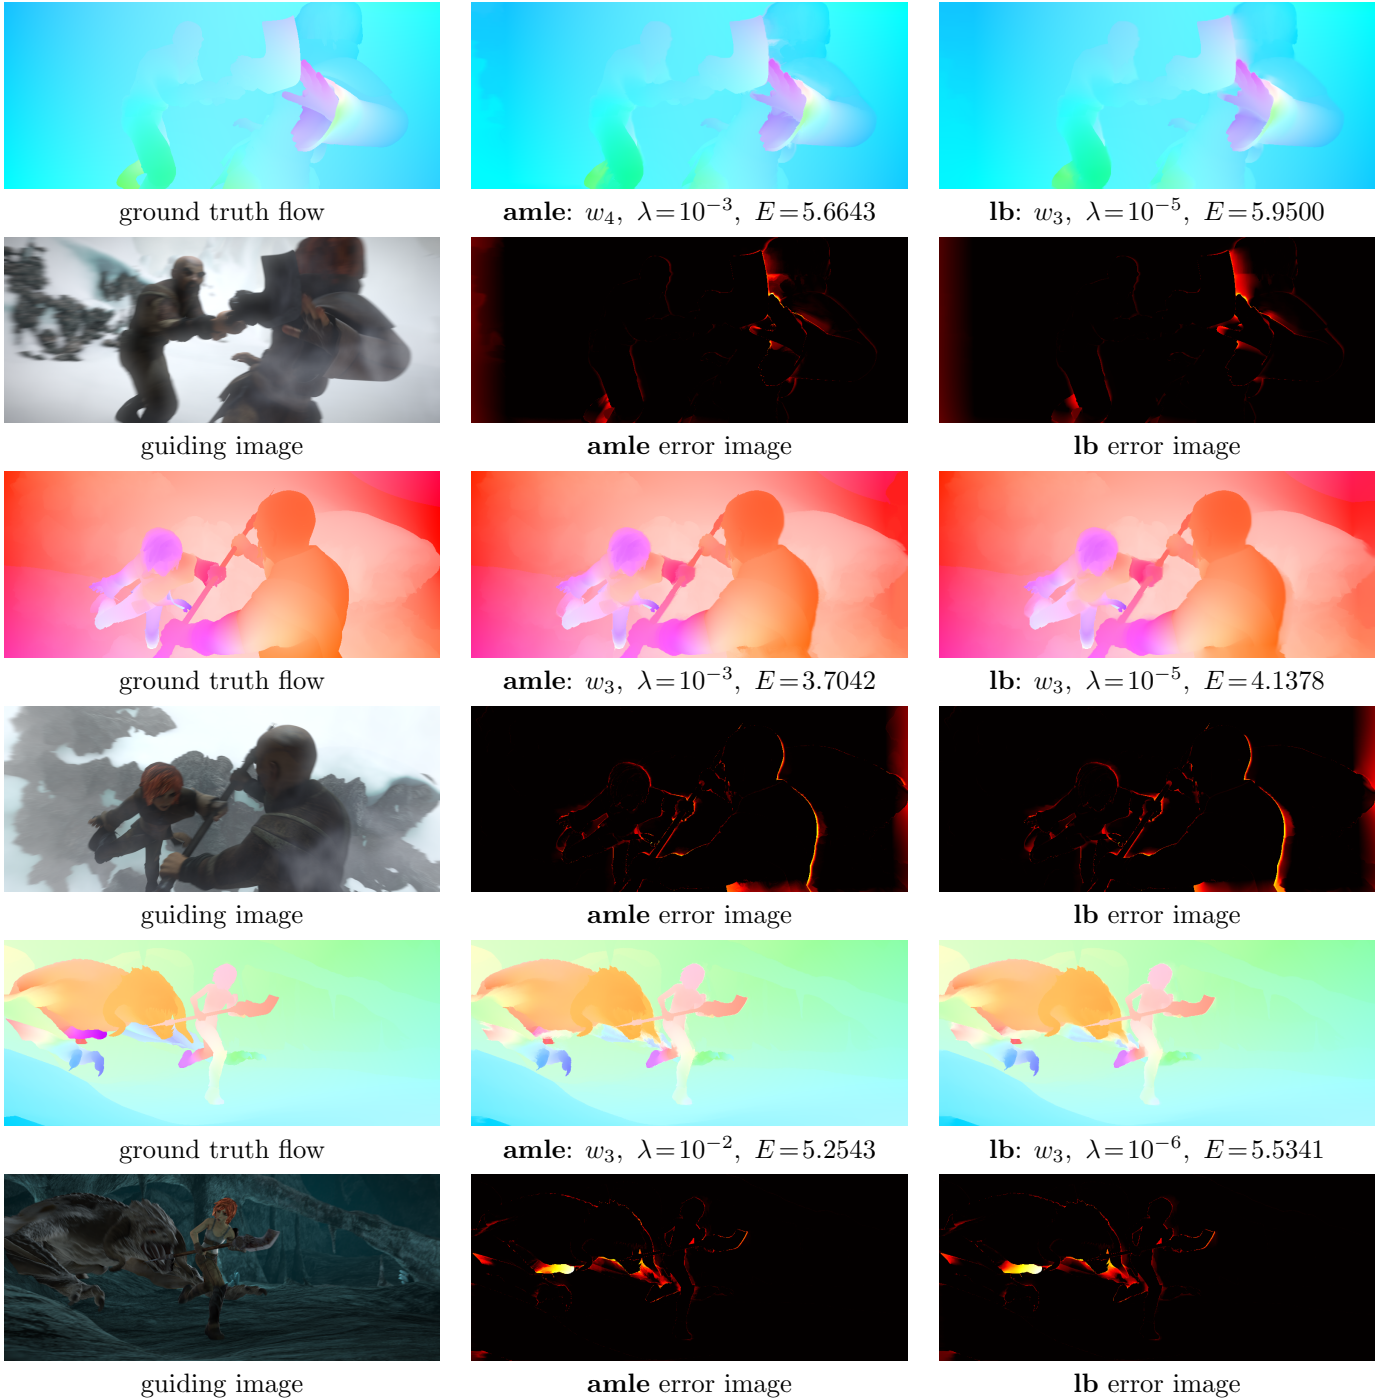 ground truth flow
amle: w₄, λ=10⁻³, E=5.6643
lb: w₃, λ=10⁻⁵, E=5.9500
guiding image
amle error image
lb error image
ground truth flow
amle: w₃, λ=10⁻³, E=3.7042
lb: w₃, λ=10⁻⁵, E=4.1378
guiding image
amle error image
lb error image
ground truth flow
amle: w₃, λ=10⁻², E=5.2543
lb: w₃, λ=10⁻⁶, E=5.5341
guiding image
amle error image
lb error image